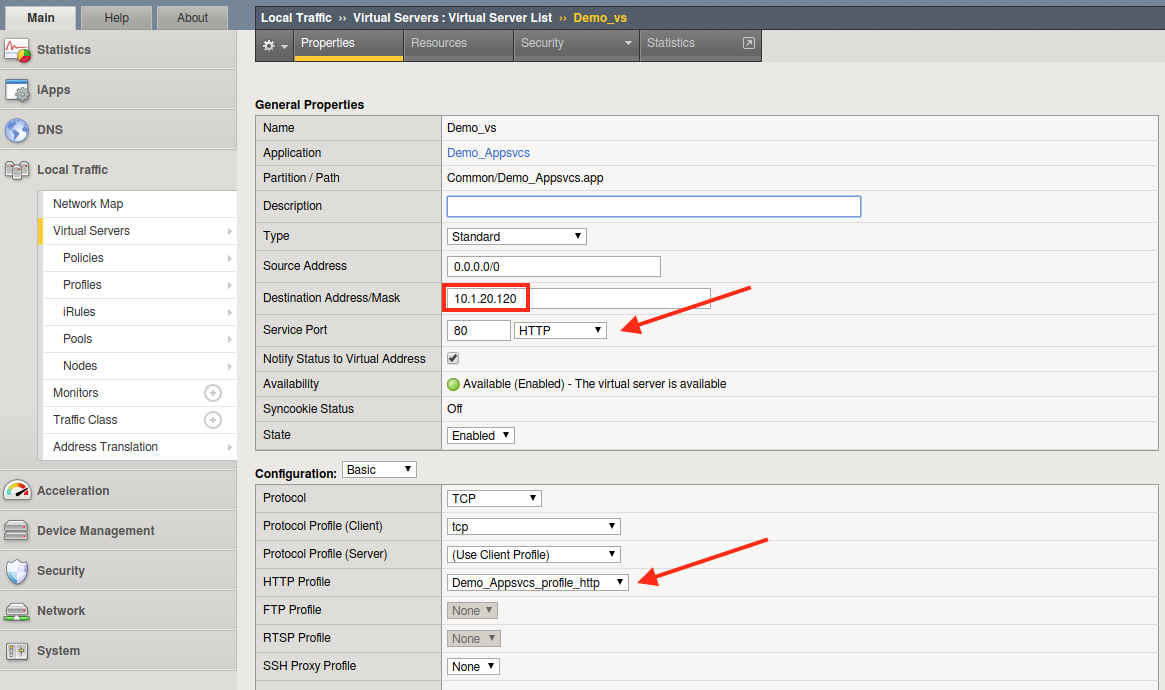 Main
Help
About
Statistics
iApps
DNS
Local Traffic
Network Map
Virtual Servers
Policies
Profiles
iRules
Pools
Nodes
Monitors
Traffic Class
Address Translation
Acceleration
Device Management
Security
Network
System
Local Traffic ›› Virtual Servers : Virtual Server List ›› Demo_vs
Properties
Resources
Security
Statistics
General Properties
Name Demo_vs
Application Demo_Appsvcs
Partition / Path Common/Demo_Appsvcs.app
Description
Type Standard
Source Address 0.0.0.0/0
Destination Address/Mask 10.1.20.120
Service Port 80 HTTP
Notify Status to Virtual Address
Availability Available (Enabled) - The virtual server is available
Syncookie Status Off
State Enabled
Configuration: Basic
Protocol TCP
Protocol Profile (Client) tcp
Protocol Profile (Server) (Use Client Profile)
HTTP Profile Demo_Appsvcs_profile_http
FTP Profile None
RTSP Profile None
SSH Proxy Profile None